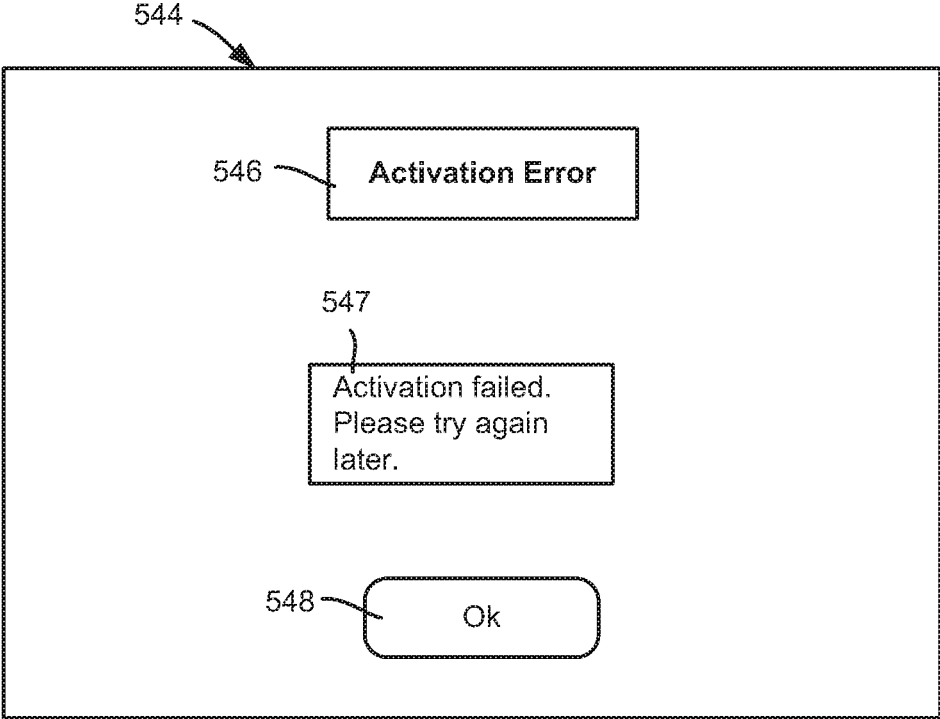 544
546
Activation Error
547
Activation failed.
Please try again
later.
548
Ok